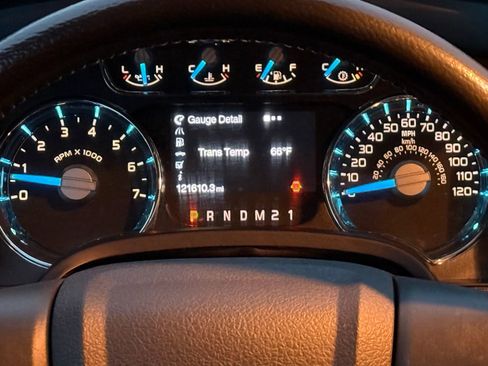 L H C H E F C H
Gauge Detail
Trans Temp 66°F
121610.3 mi
P R N D M 2 1
0 1 2 3 4 5 6 7
RPM X 1000
0 10 20 30 40 50 60 70 80 90 100 110 120
MPH
km/h